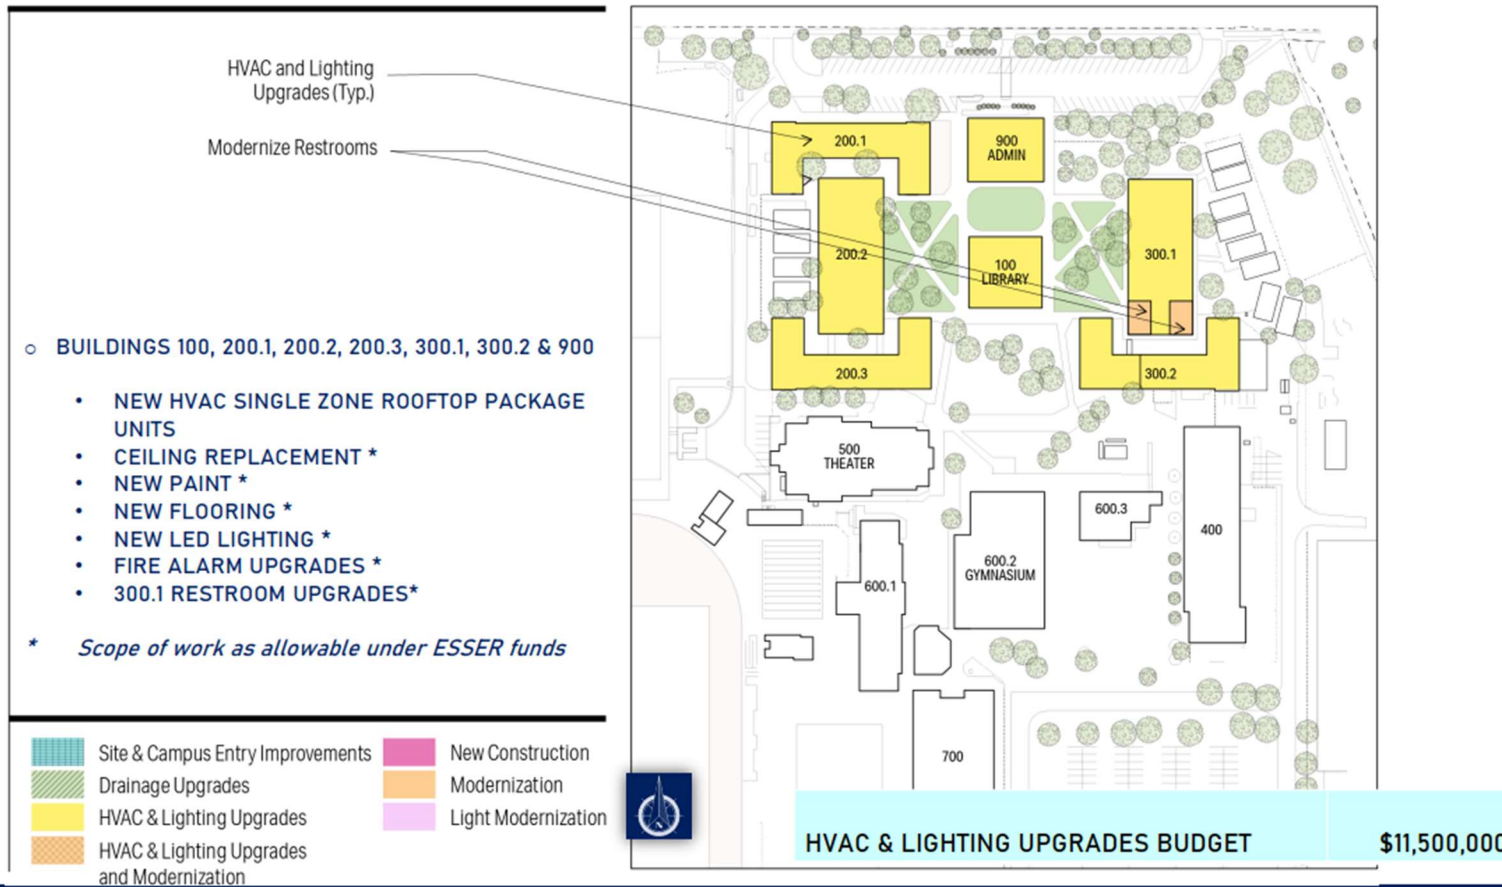 HVAC and Lighting
Upgrades (Typ.)
Modernize Restrooms
○ BUILDINGS 100, 200.1, 200.2, 200.3, 300.1, 300.2 & 900
• NEW HVAC SINGLE ZONE ROOFTOP PACKAGE
UNITS
• CEILING REPLACEMENT *
• NEW PAINT *
• NEW FLOORING *
• NEW LED LIGHTING *
• FIRE ALARM UPGRADES *
• 300.1 RESTROOM UPGRADES*
* Scope of work as allowable under ESSER funds
Site & Campus Entry Improvements
Drainage Upgrades
HVAC & Lighting Upgrades
HVAC & Lighting Upgrades
and Modernization
New Construction
Modernization
Light Modernization
200.1
900
ADMIN
200.2
100
LIBRARY
300.1
200.3
300.2
500
THEATER
600.3
400
600.2
GYMNASIUM
600.1
700
HVAC & LIGHTING UPGRADES BUDGET $11,500,000